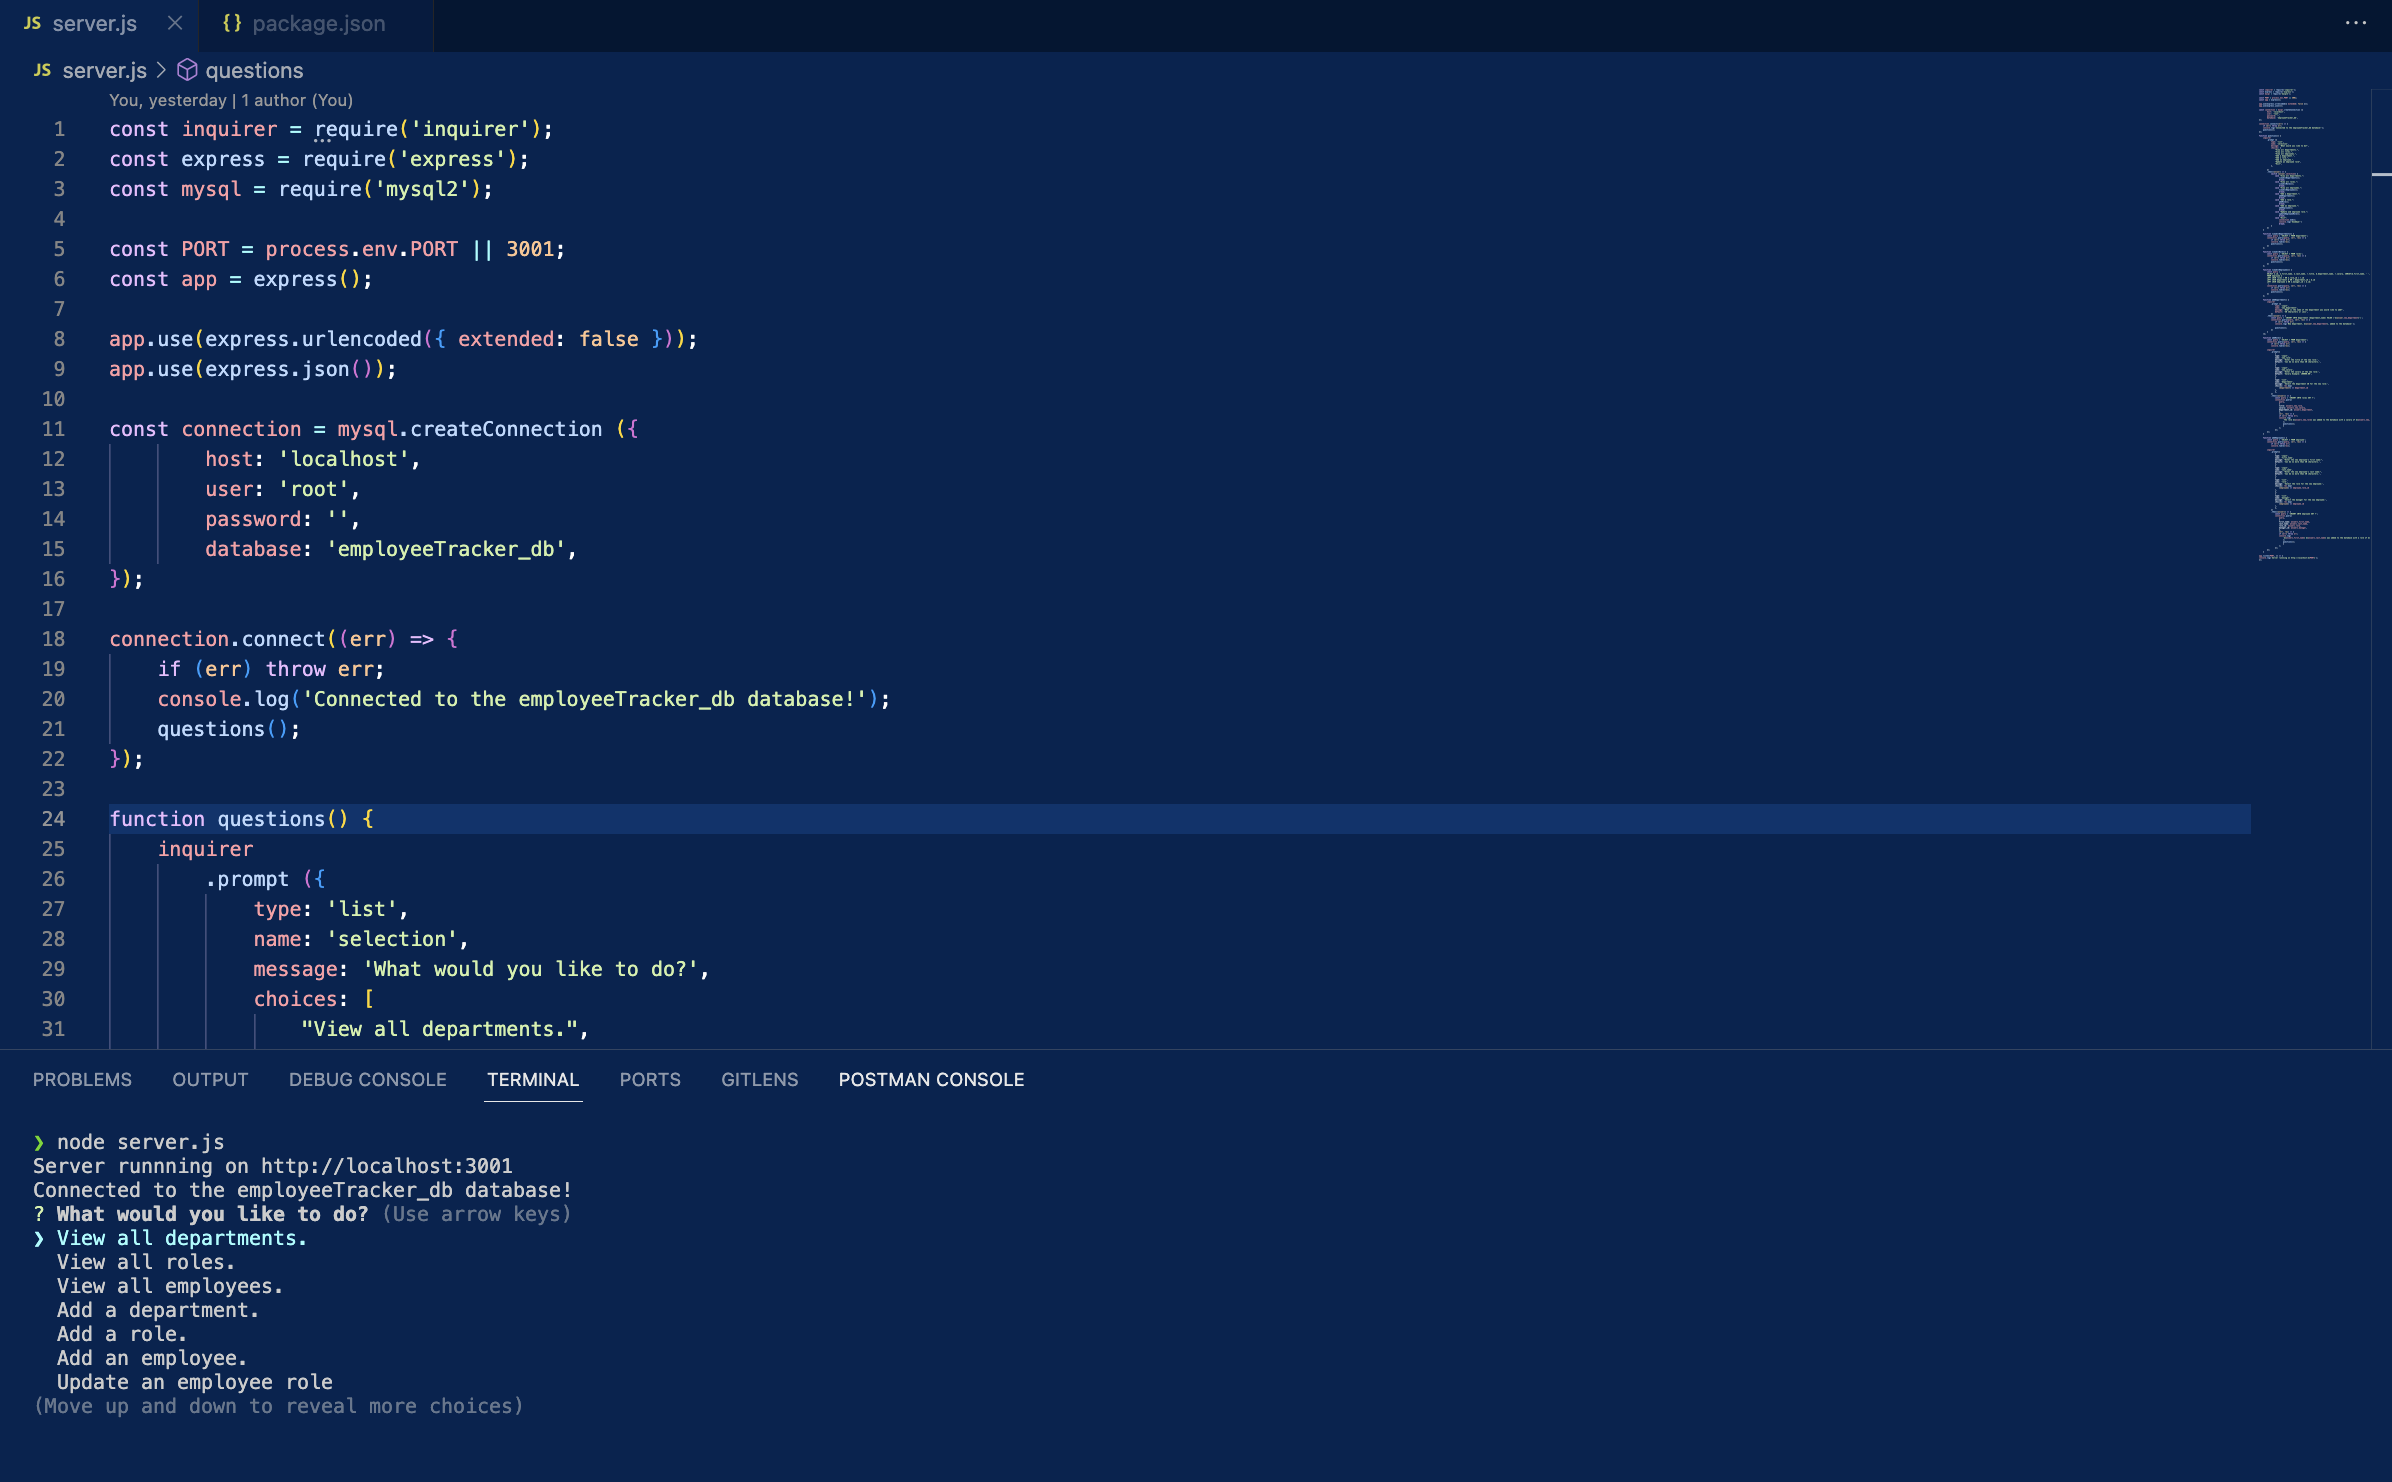 JS server.js
{} package.json
JS server.js > questions
You, yesterday | 1 author (You)
1 const inquirer = require('inquirer');
2 const express = require('express');
3 const mysql = require('mysql2');
4
5 const PORT = process.env.PORT || 3001;
6 const app = express();
7
8 app.use(express.urlencoded({ extended: false }));
9 app.use(express.json());
10
11 const connection = mysql.createConnection ({
12 host: 'localhost',
13 user: 'root',
14 password: '',
15 database: 'employeeTracker_db',
16 });
17
18 connection.connect((err) => {
19 if (err) throw err;
20 console.log('Connected to the employeeTracker_db database!');
21 questions();
22 });
23
24 function questions() {
25 inquirer
26 .prompt ({
27 type: 'list',
28 name: 'selection',
29 message: 'What would you like to do?',
30 choices: [
31 "View all departments.",
PROBLEMS OUTPUT DEBUG CONSOLE TERMINAL PORTS GITLENS POSTMAN CONSOLE
❯ node server.js
Server runnning on http://localhost:3001
Connected to the employeeTracker_db database!
? What would you like to do? (Use arrow keys)
❯ View all departments.
View all roles.
View all employees.
Add a department.
Add a role.
Add an employee.
Update an employee role
(Move up and down to reveal more choices)